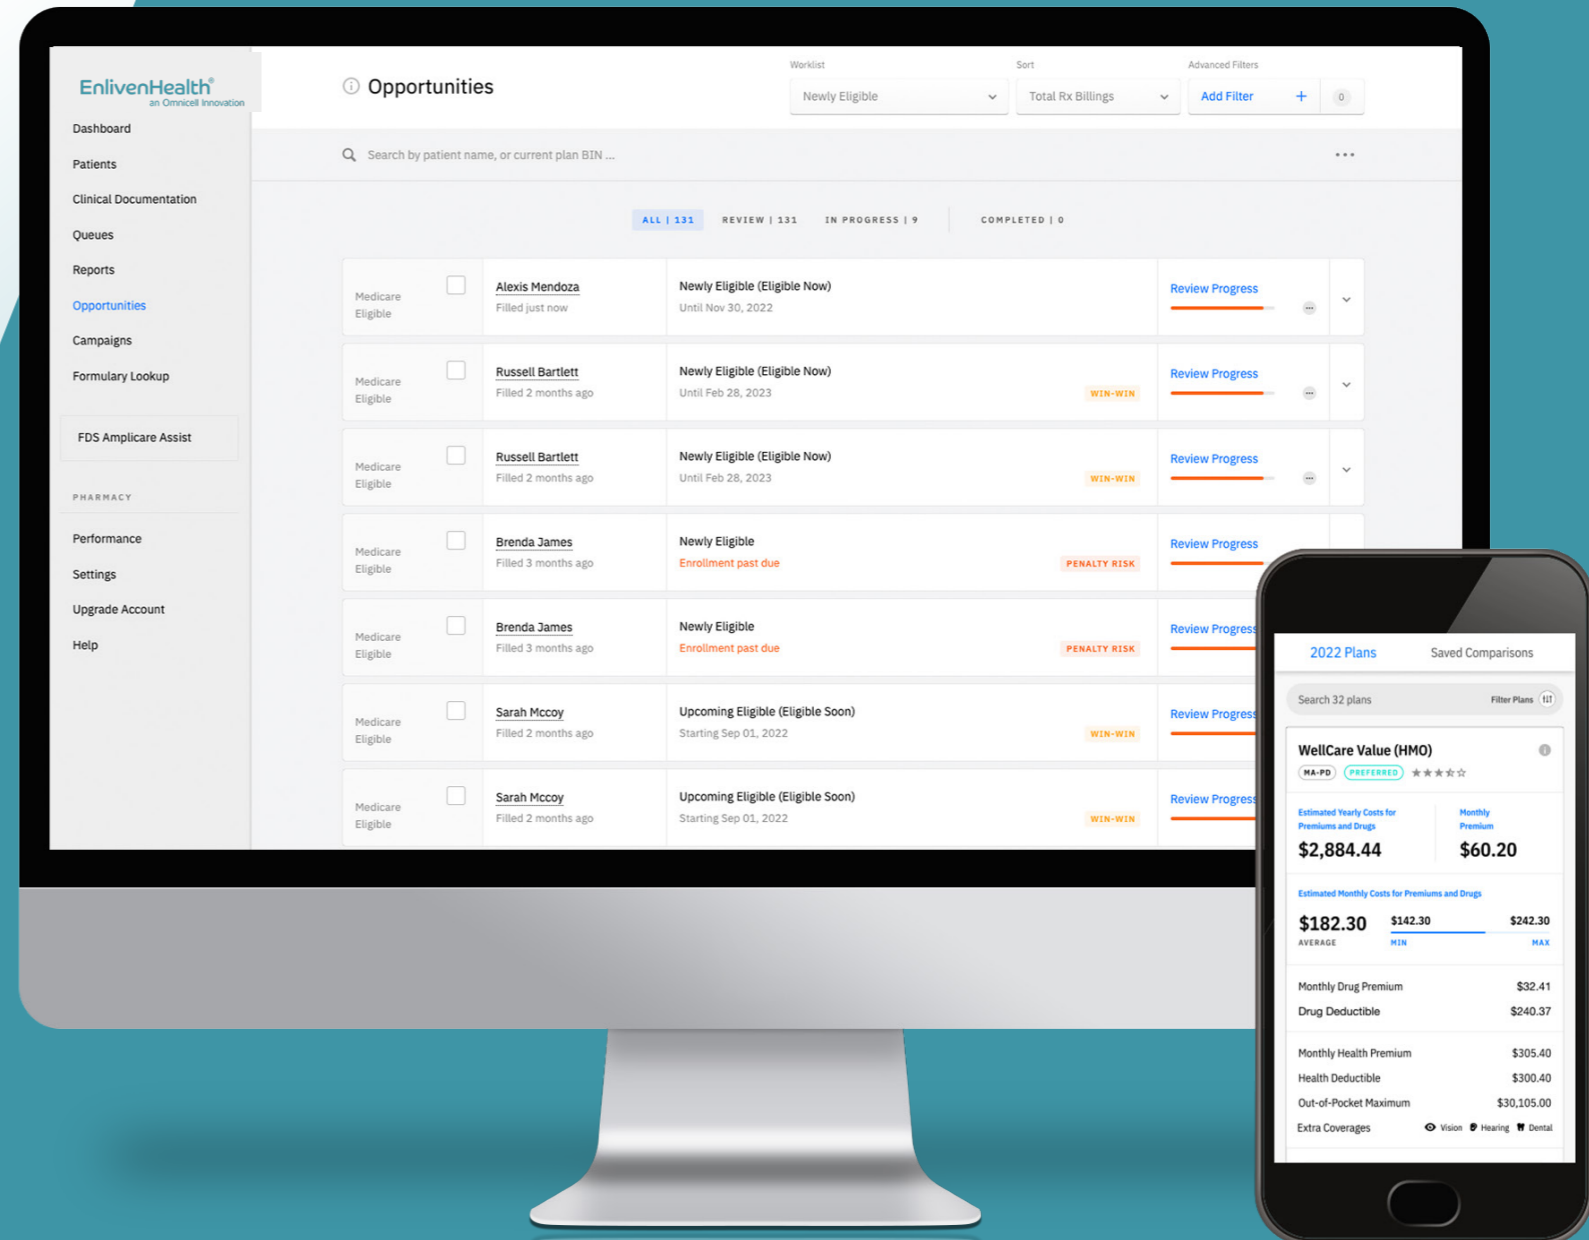 EnlivenHealth®
an Omnicell Innovation
Dashboard
Patients
Clinical Documentation
Queues
Reports
Opportunities
Campaigns
Formulary Lookup
FDS Amplicare Assist
PHARMACY
Performance
Settings
Upgrade Account
Help
Opportunities
Worklist
Newly Eligible
Sort
Total Rx Billings
Advanced Filters
Add Filter + 0
Search by patient name, or current plan BIN ...
ALL | 131 REVIEW | 131 IN PROGRESS | 9 COMPLETED | 0
Medicare Eligible
Alexis Mendoza
Filled just now
Newly Eligible (Eligible Now)
Until Nov 30, 2022
Review Progress
Medicare Eligible
Russell Bartlett
Filled 2 months ago
Newly Eligible (Eligible Now)
Until Feb 28, 2023
WIN-WIN
Review Progress
Medicare Eligible
Russell Bartlett
Filled 2 months ago
Newly Eligible (Eligible Now)
Until Feb 28, 2023
WIN-WIN
Review Progress
Medicare Eligible
Brenda James
Filled 3 months ago
Newly Eligible
Enrollment past due
PENALTY RISK
Review Progress
Medicare Eligible
Brenda James
Filled 3 months ago
Newly Eligible
Enrollment past due
PENALTY RISK
Review Progress
Medicare Eligible
Sarah Mccoy
Filled 2 months ago
Upcoming Eligible (Eligible Soon)
Starting Sep 01, 2022
WIN-WIN
Review Progress
Medicare Eligible
Sarah Mccoy
Filled 2 months ago
Upcoming Eligible (Eligible Soon)
Starting Sep 01, 2022
WIN-WIN
Review Progress
2022 Plans Saved Comparisons
Search 32 plans Filter Plans
WellCare Value (HMO)
MA-PD PREFERRED
Estimated Yearly Costs for
Premiums and Drugs
$2,884.44
Monthly
Premium
$60.20
Estimated Monthly Costs for Premiums and Drugs
$182.30 $142.30 $242.30
AVERAGE MIN MAX
Monthly Drug Premium $32.41
Drug Deductible $240.37
Monthly Health Premium $305.40
Health Deductible $300.40
Out-of-Pocket Maximum $30,105.00
Extra Coverages Vision Hearing Dental